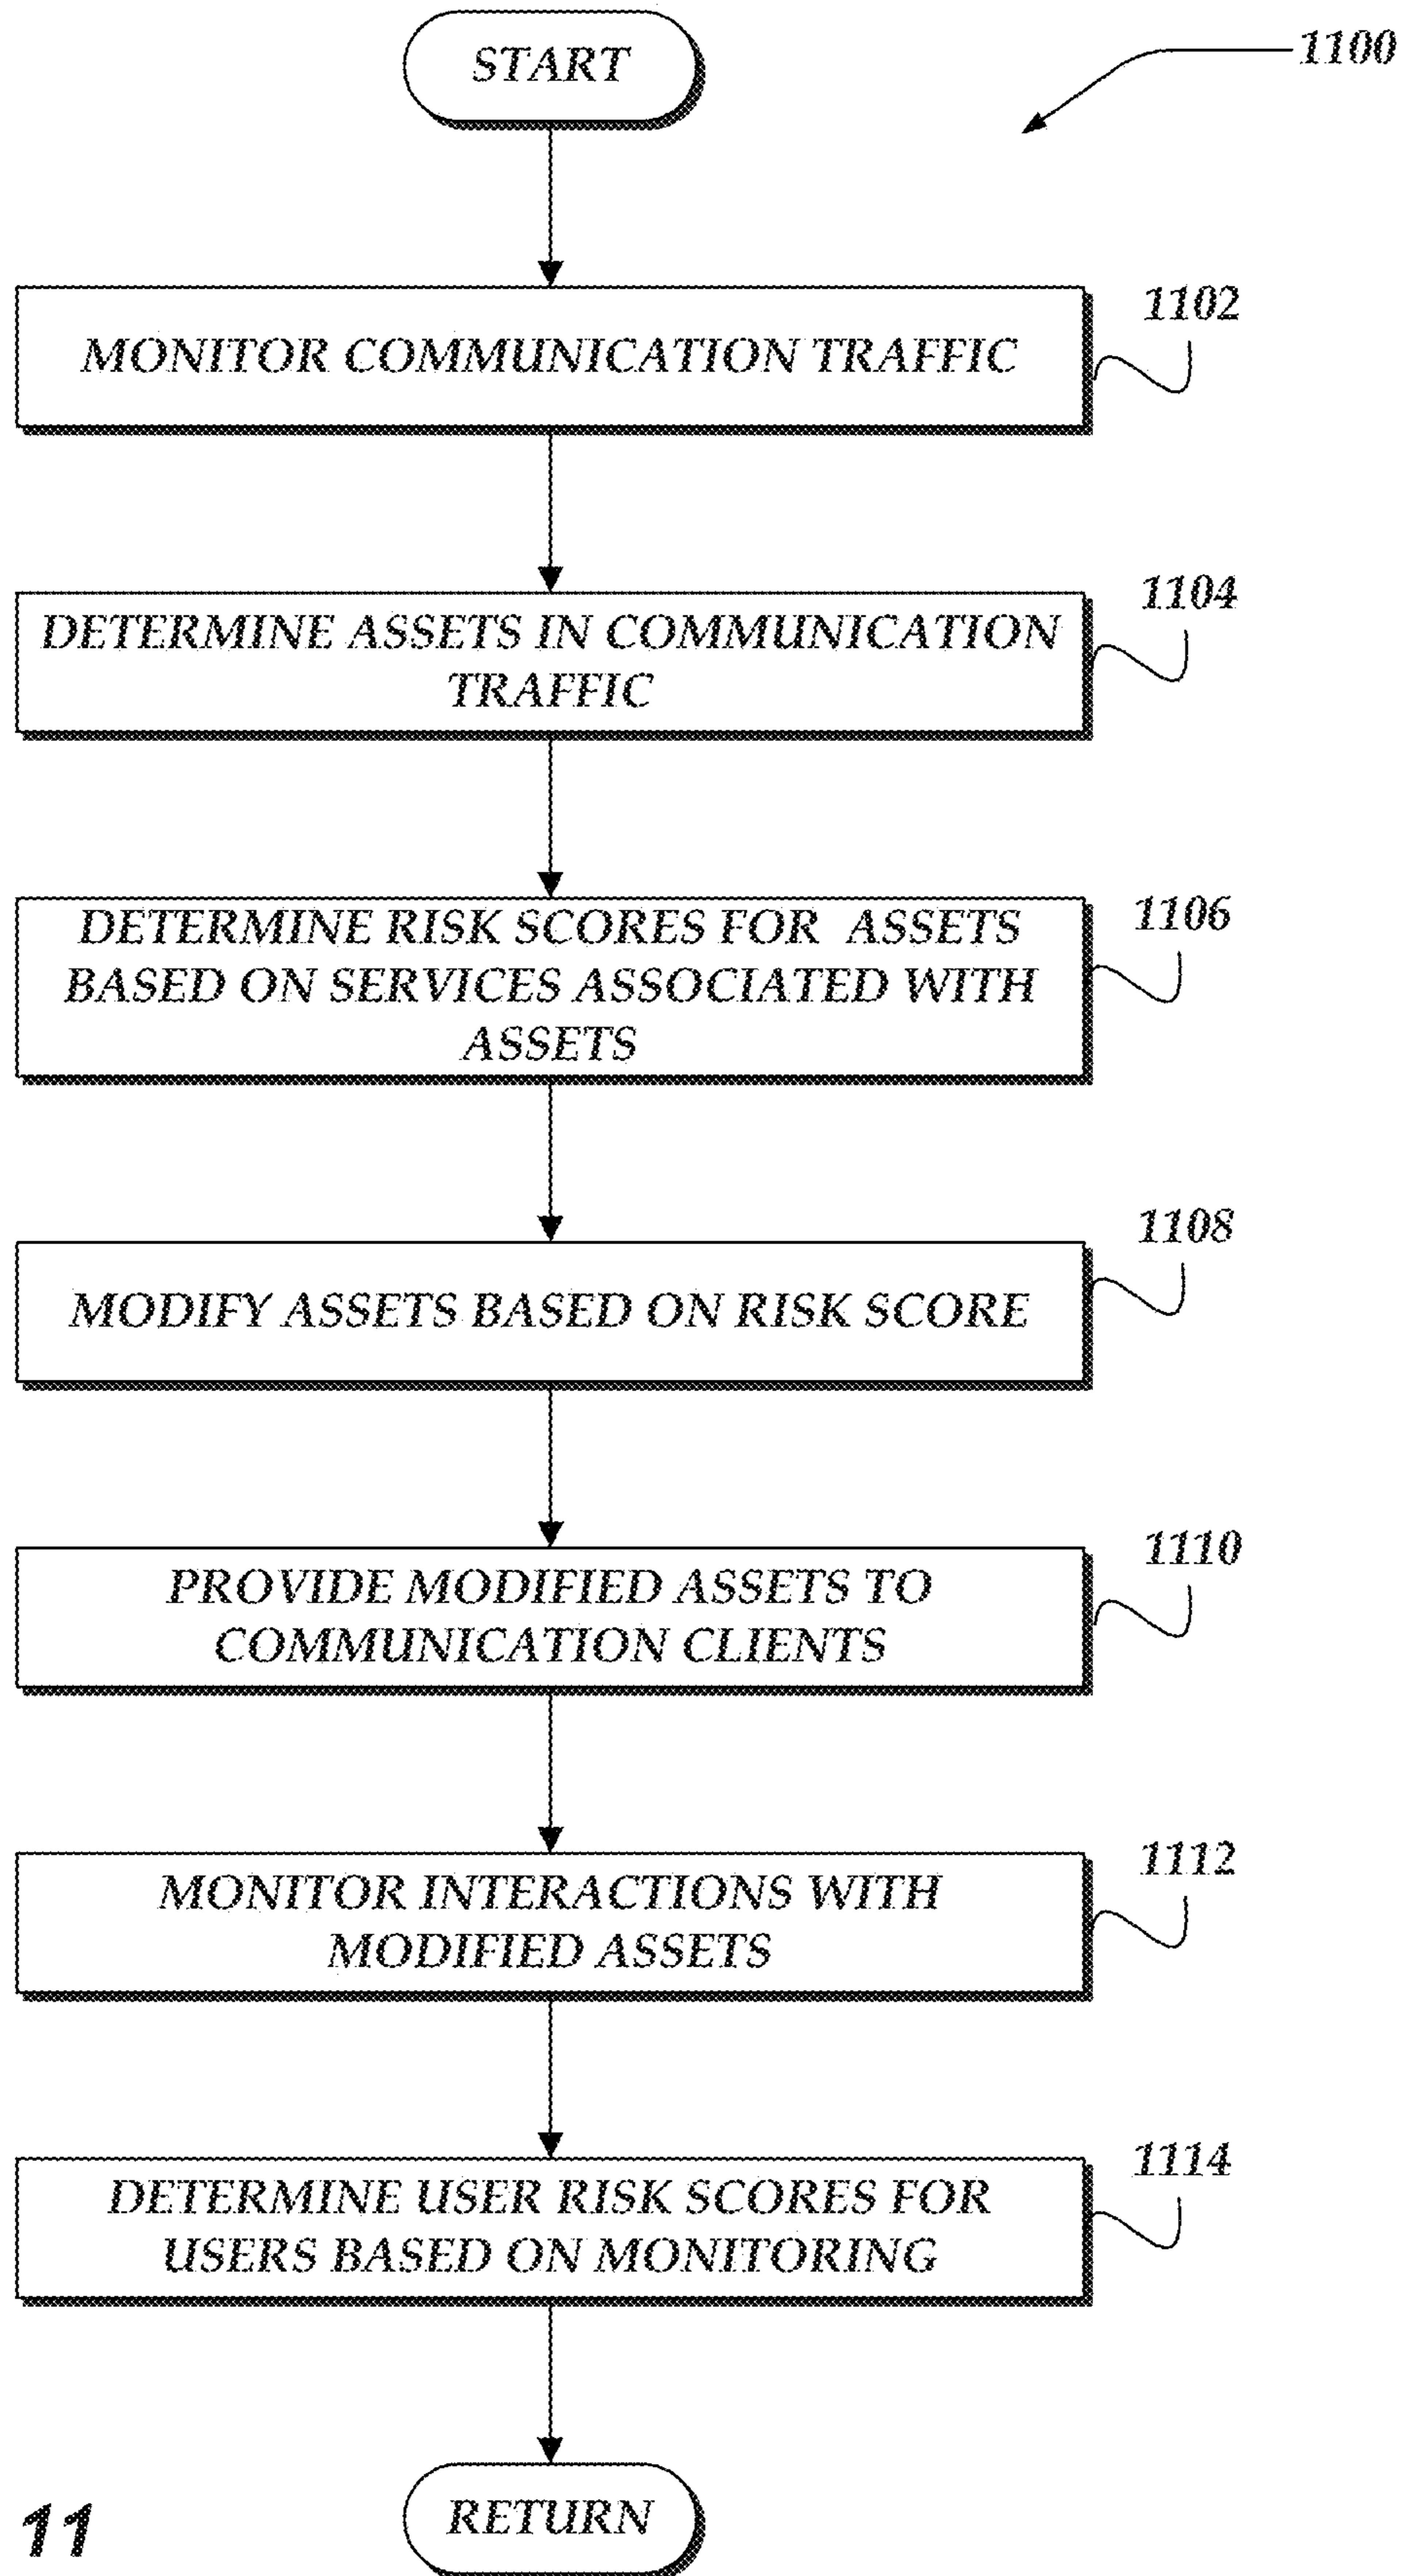 START
1100
MONITOR COMMUNICATION TRAFFIC
1102
DETERMINE ASSETS IN COMMUNICATION
TRAFFIC
1104
DETERMINE RISK SCORES FOR ASSETS
BASED ON SERVICES ASSOCIATED WITH
ASSETS
1106
MODIFY ASSETS BASED ON RISK SCORE
1108
PROVIDE MODIFIED ASSETS TO
COMMUNICATION CLIENTS
1110
MONITOR INTERACTIONS WITH
MODIFIED ASSETS
1112
DETERMINE USER RISK SCORES FOR
USERS BASED ON MONITORING
1114
RETURN
11